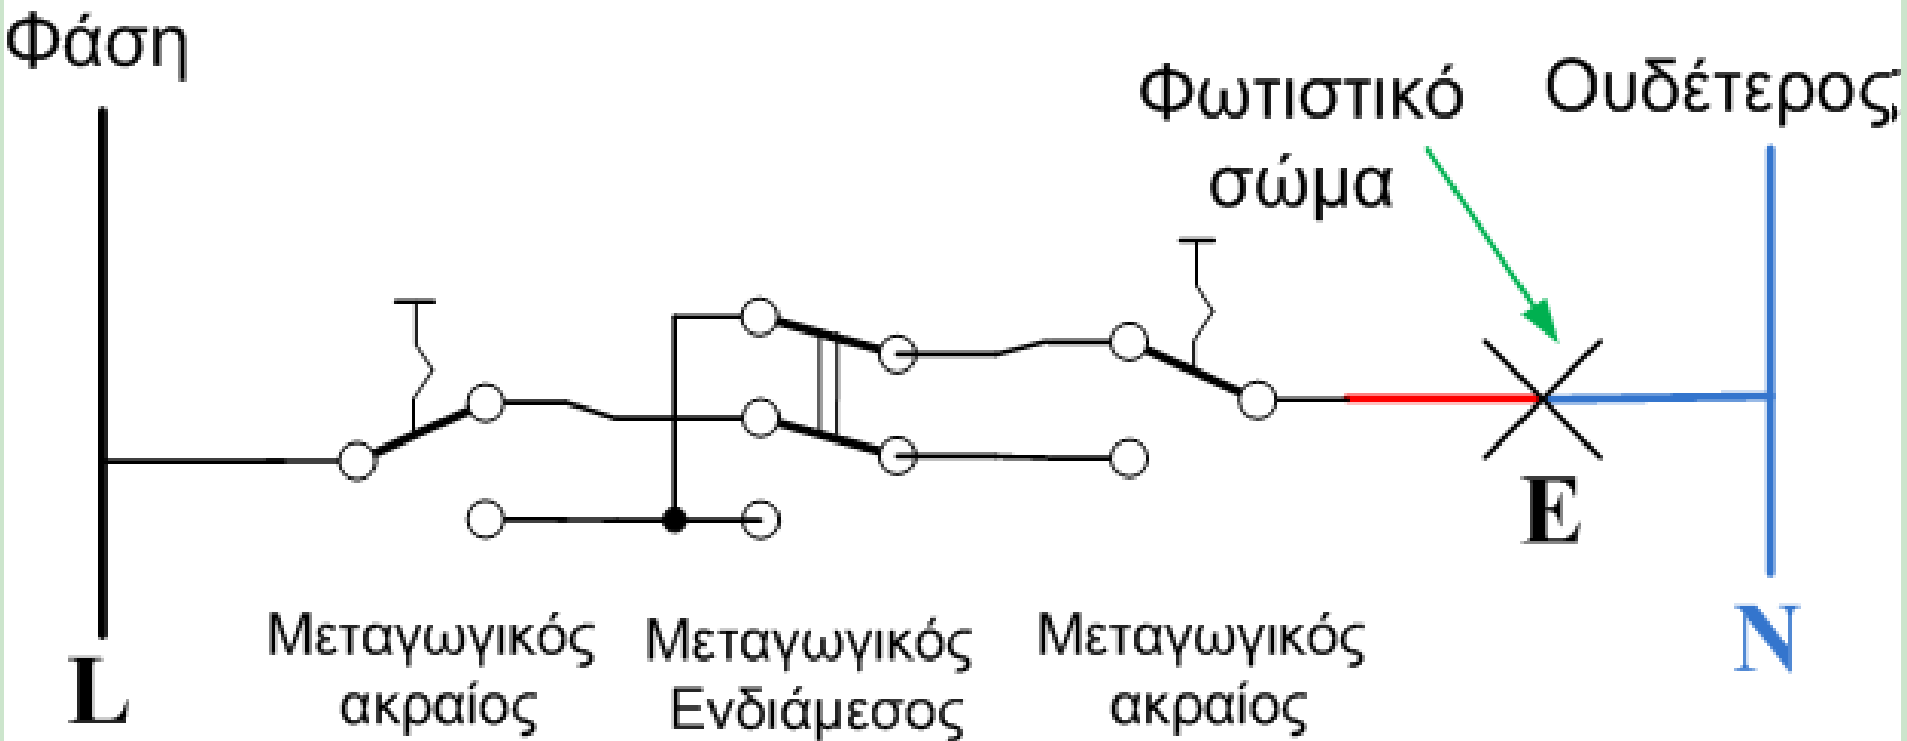 Φάση
Φωτιστικό
σώμα
Ουδέτερος
E
L
N
Μεταγωγικός
ακραίος
Μεταγωγικός
Ενδιάμεσος
Μεταγωγικός
ακραίος